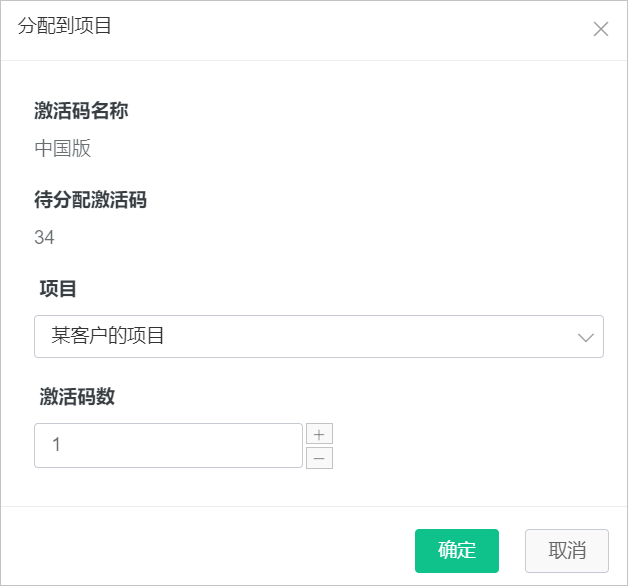 分配到项目
激活码名称
中国版
待分配激活码
34
项目
某客户的项目
激活码数
1
确定
取消